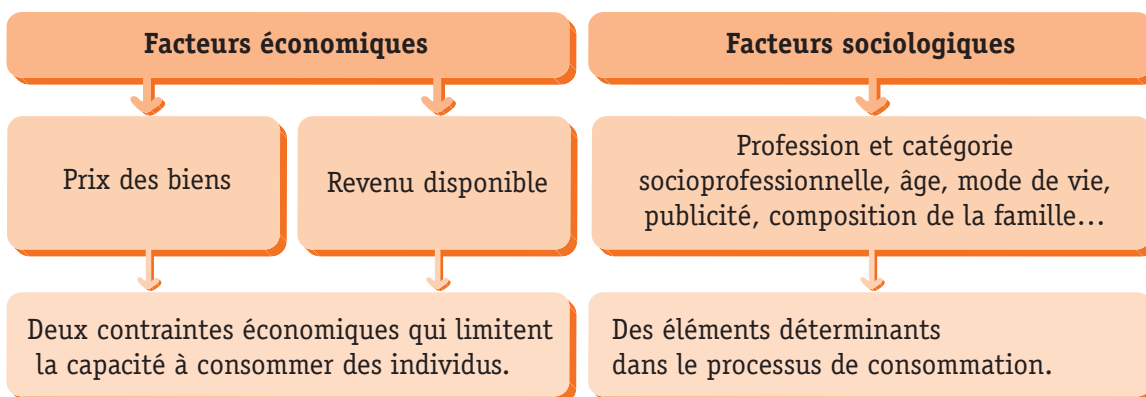 Facteurs économiques
Facteurs sociologiques
Prix des biens
Revenu disponible
Profession et catégorie
socioprofessionnelle, âge, mode de vie,
publicité, composition de la famille…
Deux contraintes économiques qui limitent
la capacité à consommer des individus.
Des éléments déterminants
dans le processus de consommation.